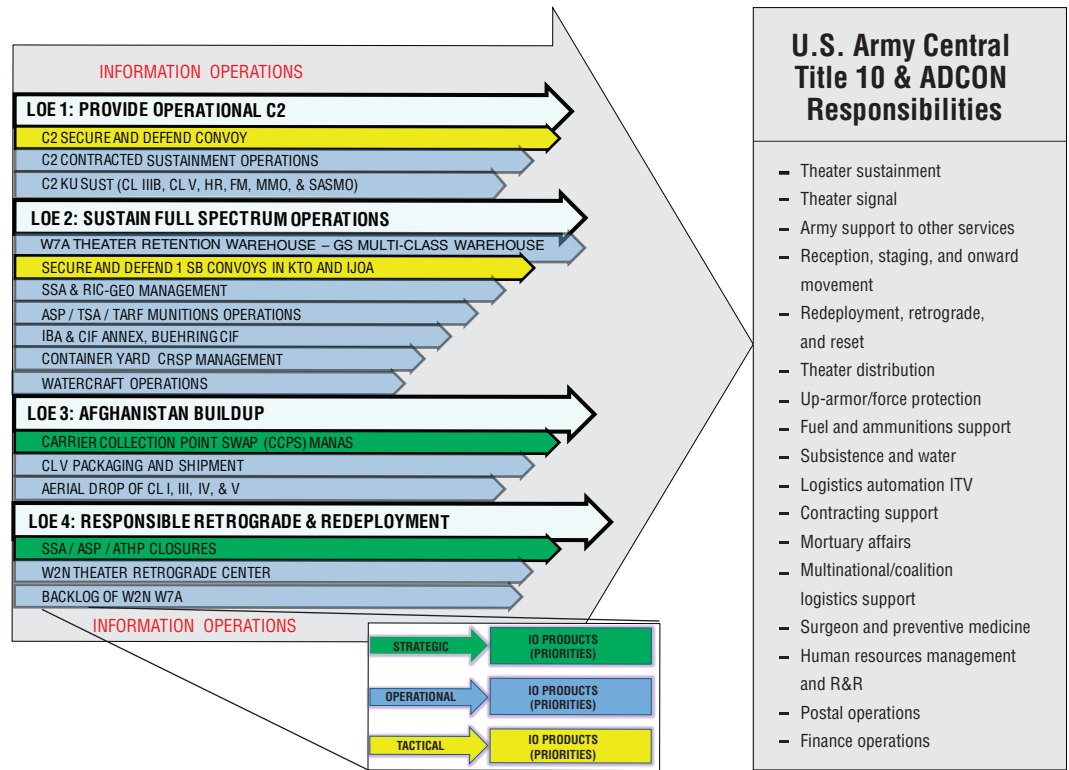 INFORMATION OPERATIONS
LOE 1: PROVIDE OPERATIONAL C2
C2 SECURE AND DEFEND CONVOY
C2 CONTRACTED SUSTAINMENT OPERATIONS
C2 KU SUST (CL IIIB, CL V, HR, FM, MMO, & SASMO)
LOE 2: SUSTAIN FULL SPECTRUM OPERATIONS
W7A THEATER RETENTION WAREHOUSE – GS MULTI-CLASS WAREHOUSE
SECURE AND DEFEND 1 SB CONVOYS IN KTO AND IJOA
SSA & RIC-GEO MANAGEMENT
ASP / TSA / TARF MUNITIONS OPERATIONS
IBA & CIF ANNEX, BUEHRING CIF
CONTAINER YARD CRSP MANAGEMENT
WATERCRAFT OPERATIONS
LOE 3: AFGHANISTAN BUILDUP
CARRIER COLLECTION POINT SWAP (CCPS) MANAS
CL V PACKAGING AND SHIPMENT
AERIAL DROP OF CL I, III, IV, & V
LOE 4: RESPONSIBLE RETROGRADE & REDEPLOYMENT
SSA / ASP / ATHP CLOSURES
W2N THEATER RETROGRADE CENTER
BACKLOG OF W2N W7A
INFORMATION OPERATIONS
STRATEGIC
IO PRODUCTS
(PRIORITIES)
OPERATIONAL
IO PRODUCTS
(PRIORITIES)
TACTICAL
IO PRODUCTS
(PRIORITIES)
U.S. Army Central
Title 10 & ADCON
Responsibilities
– Theater sustainment
– Theater signal
– Army support to other services
– Reception, staging, and onward
movement
– Redeployment, retrograde,
and reset
– Theater distribution
– Up-armor/force protection
– Fuel and ammunitions support
– Subsistence and water
– Logistics automation ITV
– Contracting support
– Mortuary affairs
– Multinational/coalition
logistics support
– Surgeon and preventive medicine
– Human resources management
and R&R
– Postal operations
– Finance operations